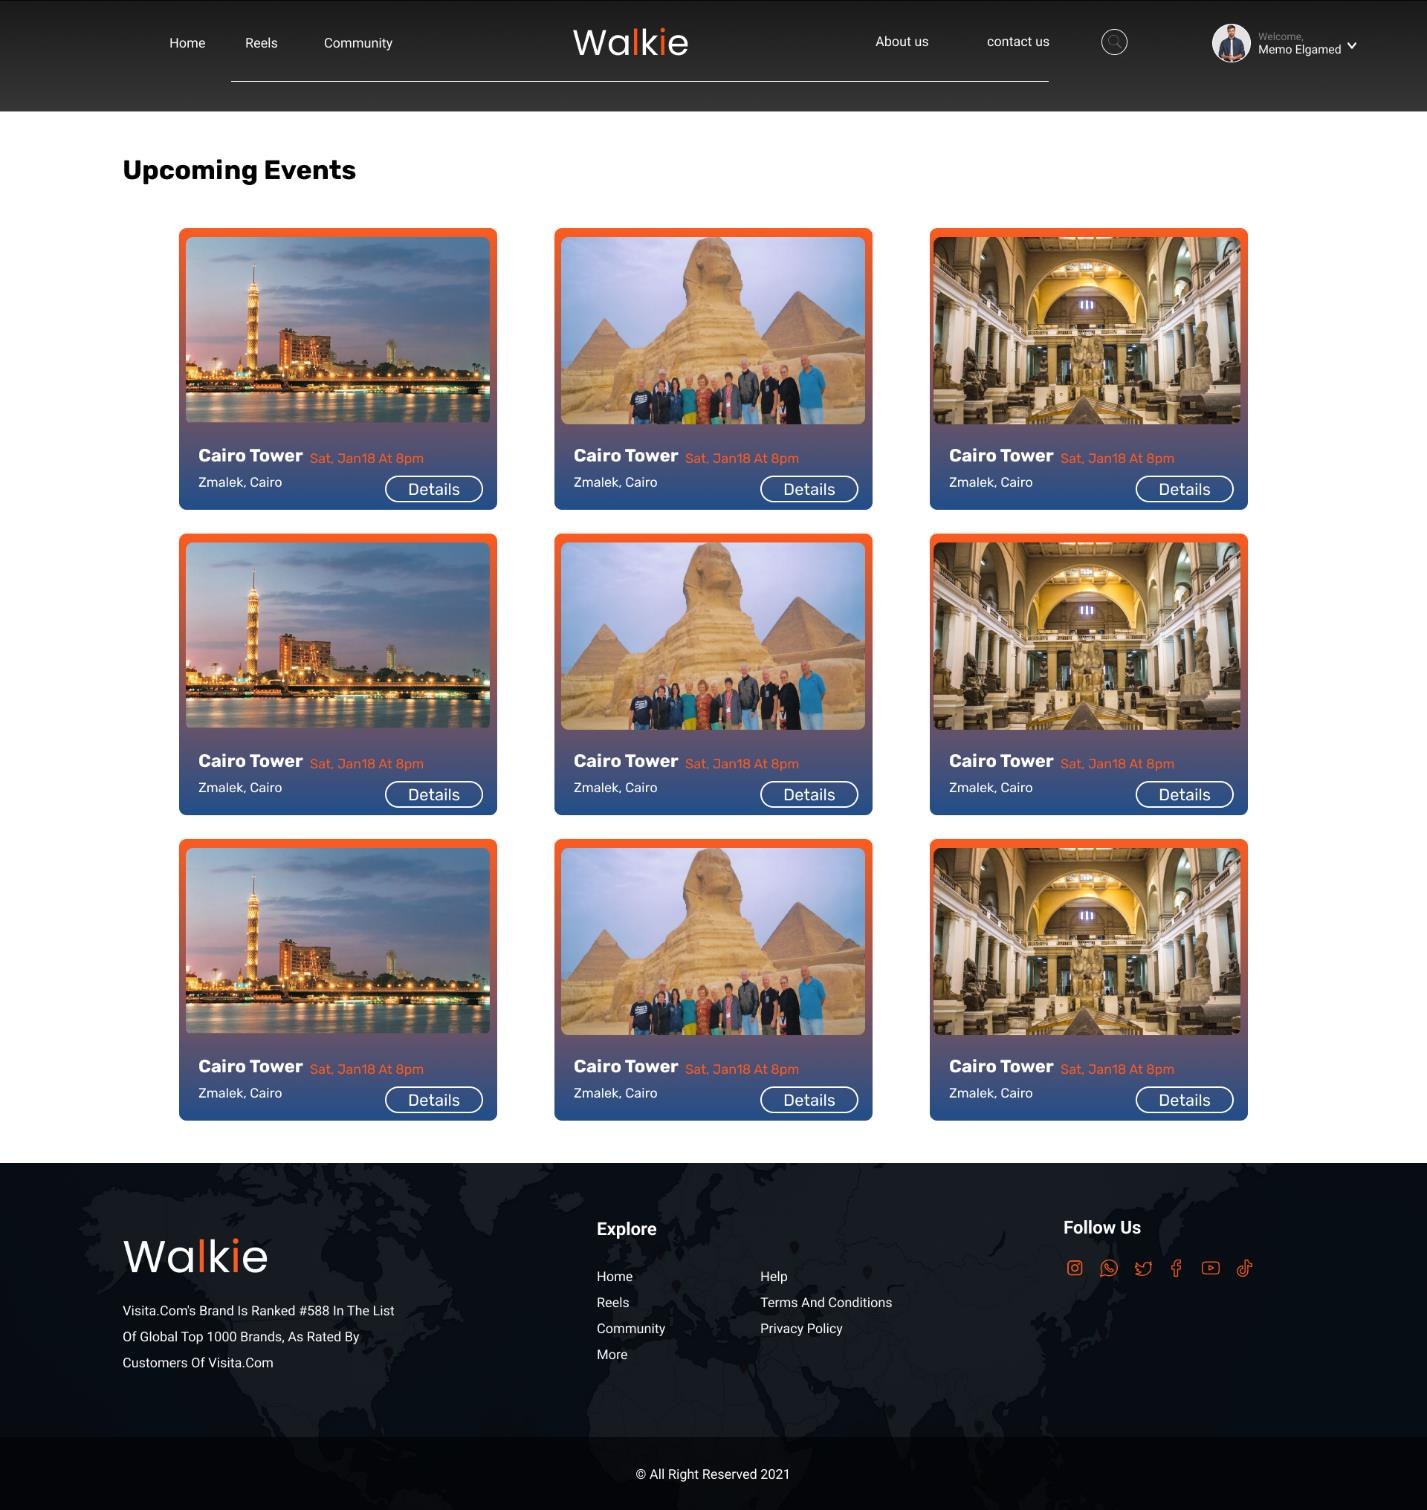 Home Reels Community Walkie About us contact us Welcome,
Memo Elgamed
Upcoming Events
Cairo Tower Sat, Jan18 At 8pm
Zmalek, Cairo
Details
Cairo Tower Sat, Jan18 At 8pm
Zmalek, Cairo
Details
Cairo Tower Sat, Jan18 At 8pm
Zmalek, Cairo
Details
Cairo Tower Sat, Jan18 At 8pm
Zmalek, Cairo
Details
Cairo Tower Sat, Jan18 At 8pm
Zmalek, Cairo
Details
Cairo Tower Sat, Jan18 At 8pm
Zmalek, Cairo
Details
Cairo Tower Sat, Jan18 At 8pm
Zmalek, Cairo
Details
Cairo Tower Sat, Jan18 At 8pm
Zmalek, Cairo
Details
Cairo Tower Sat, Jan18 At 8pm
Zmalek, Cairo
Details
Walkie
Visita.Com's Brand Is Ranked #588 In The List
Of Global Top 1000 Brands, As Rated By
Customers Of Visita.Com
Explore
Home
Reels
Community
More
Help
Terms And Conditions
Privacy Policy
Follow Us
© All Right Reserved 2021